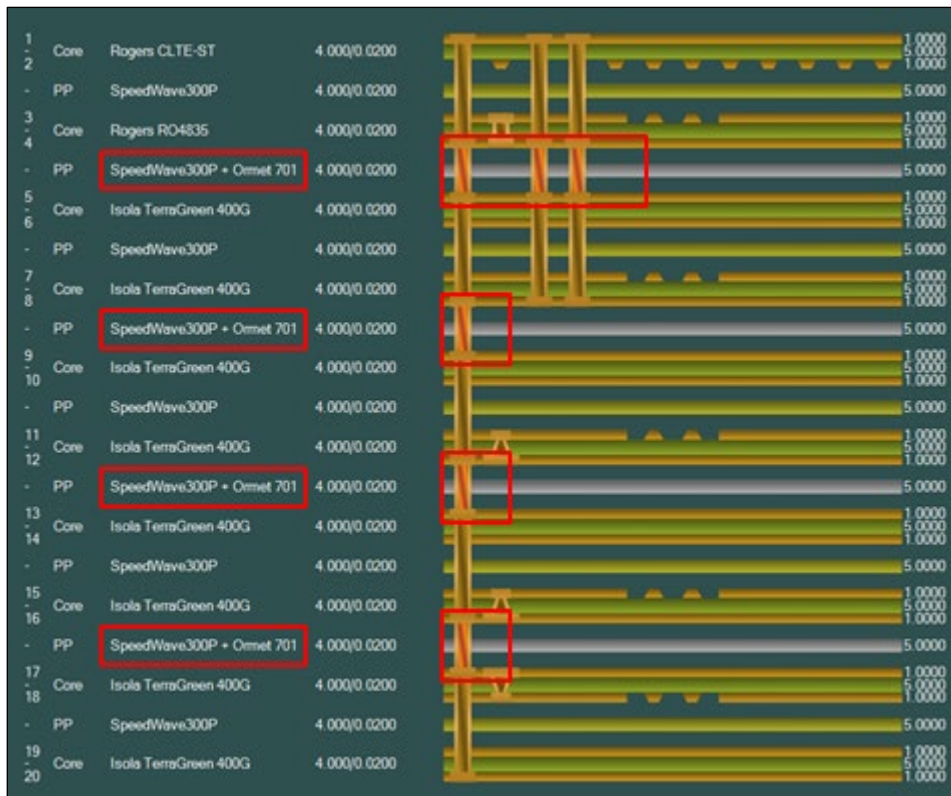 1 - 2 Core Rogers CLTE-ST 4.000/0.0200 1.0000 5.0000 1.0000
- PP SpeedWave300P 4.000/0.0200 5.0000
3 - 4 Core Rogers RO4835 4.000/0.0200 1.0000 5.0000 1.0000
- PP SpeedWave300P + Ormet 701 4.000/0.0200 5.0000
5 - 6 Core Isola TerraGreen 400G 4.000/0.0200 1.0000 5.0000 1.0000
- PP SpeedWave300P 4.000/0.0200 5.0000
7 - 8 Core Isola TerraGreen 400G 4.000/0.0200 1.0000 5.0000 1.0000
- PP SpeedWave300P + Ormet 701 4.000/0.0200 5.0000
9 - 10 Core Isola TerraGreen 400G 4.000/0.0200 1.0000 5.0000 1.0000
- PP SpeedWave300P 4.000/0.0200 5.0000
11 - 12 Core Isola TerraGreen 400G 4.000/0.0200 1.0000 5.0000 1.0000
- PP SpeedWave300P + Ormet 701 4.000/0.0200 5.0000
13 - 14 Core Isola TerraGreen 400G 4.000/0.0200 1.0000 5.0000 1.0000
- PP SpeedWave300P 4.000/0.0200 5.0000
15 - 16 Core Isola TerraGreen 400G 4.000/0.0200 1.0000 5.0000 1.0000
- PP SpeedWave300P + Ormet 701 4.000/0.0200 5.0000
17 - 18 Core Isola TerraGreen 400G 4.000/0.0200 1.0000 5.0000 1.0000
- PP SpeedWave300P 4.000/0.0200 5.0000
19 - 20 Core Isola TerraGreen 400G 4.000/0.0200 1.0000 5.0000 1.0000